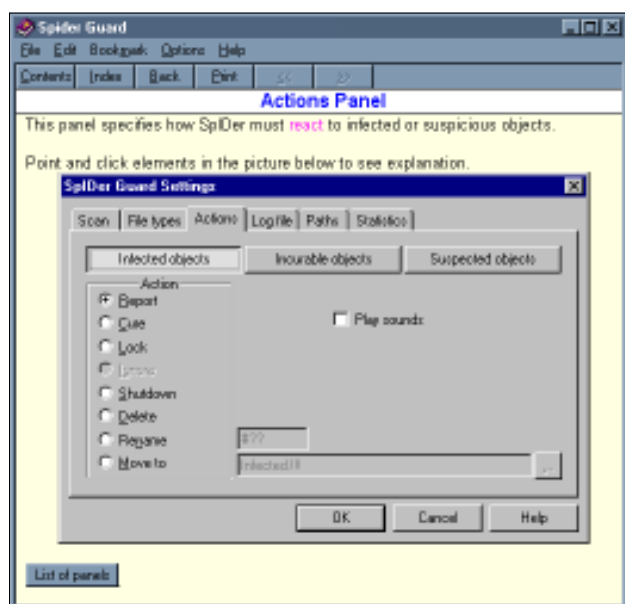 Spider Guard
File Edit Bookmark Options Help
Contents Index Back Print << >>
Actions Panel
This panel specifies how SpIDer must react to infected or suspicious objects.
Point and click elements in the picture below to see explanation.
SpIDer Guard Settings
Scan File types Actions Log file Paths Statistics
Infected objects Incurable objects Suspected objects
Action
Report
Play sounds
Cure
Lock
Ignore
Shutdown
Delete
Rename #??
Move to Infected.!!! ...
OK Cancel Help
List of panels